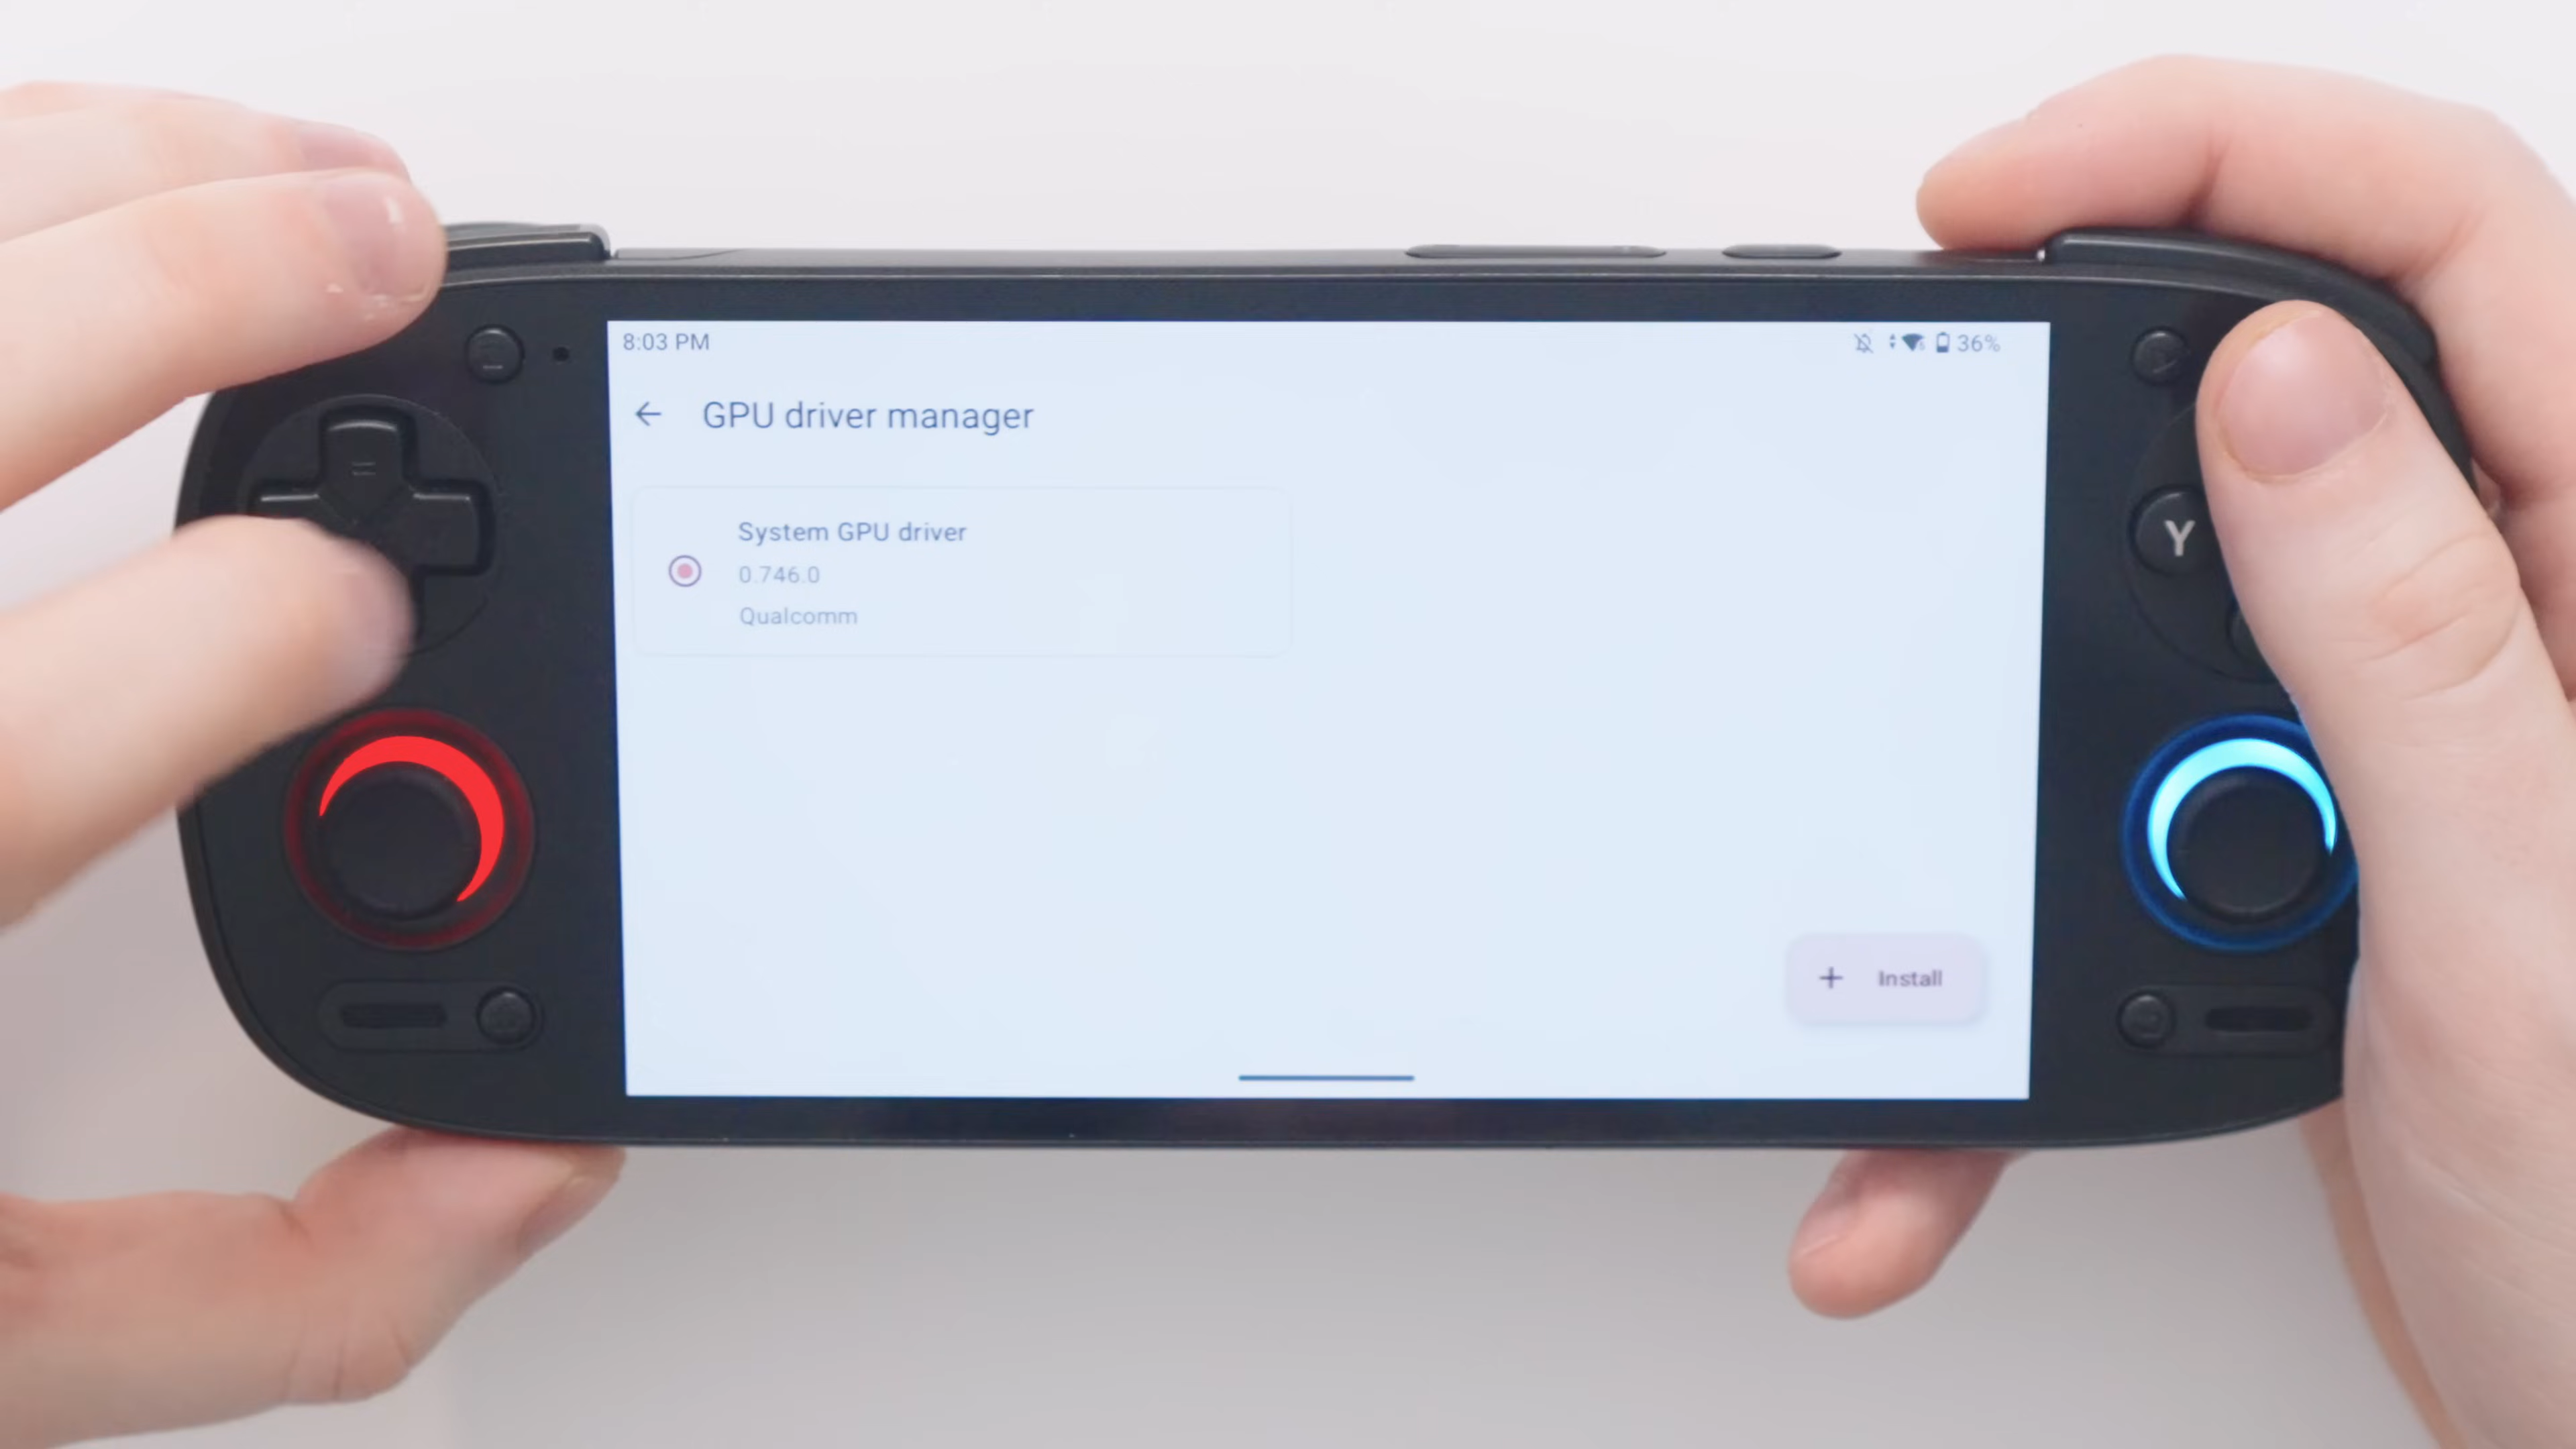 8:03 PM
36%
GPU driver manager
System GPU driver
0.746.0
Qualcomm
Y
+ Install